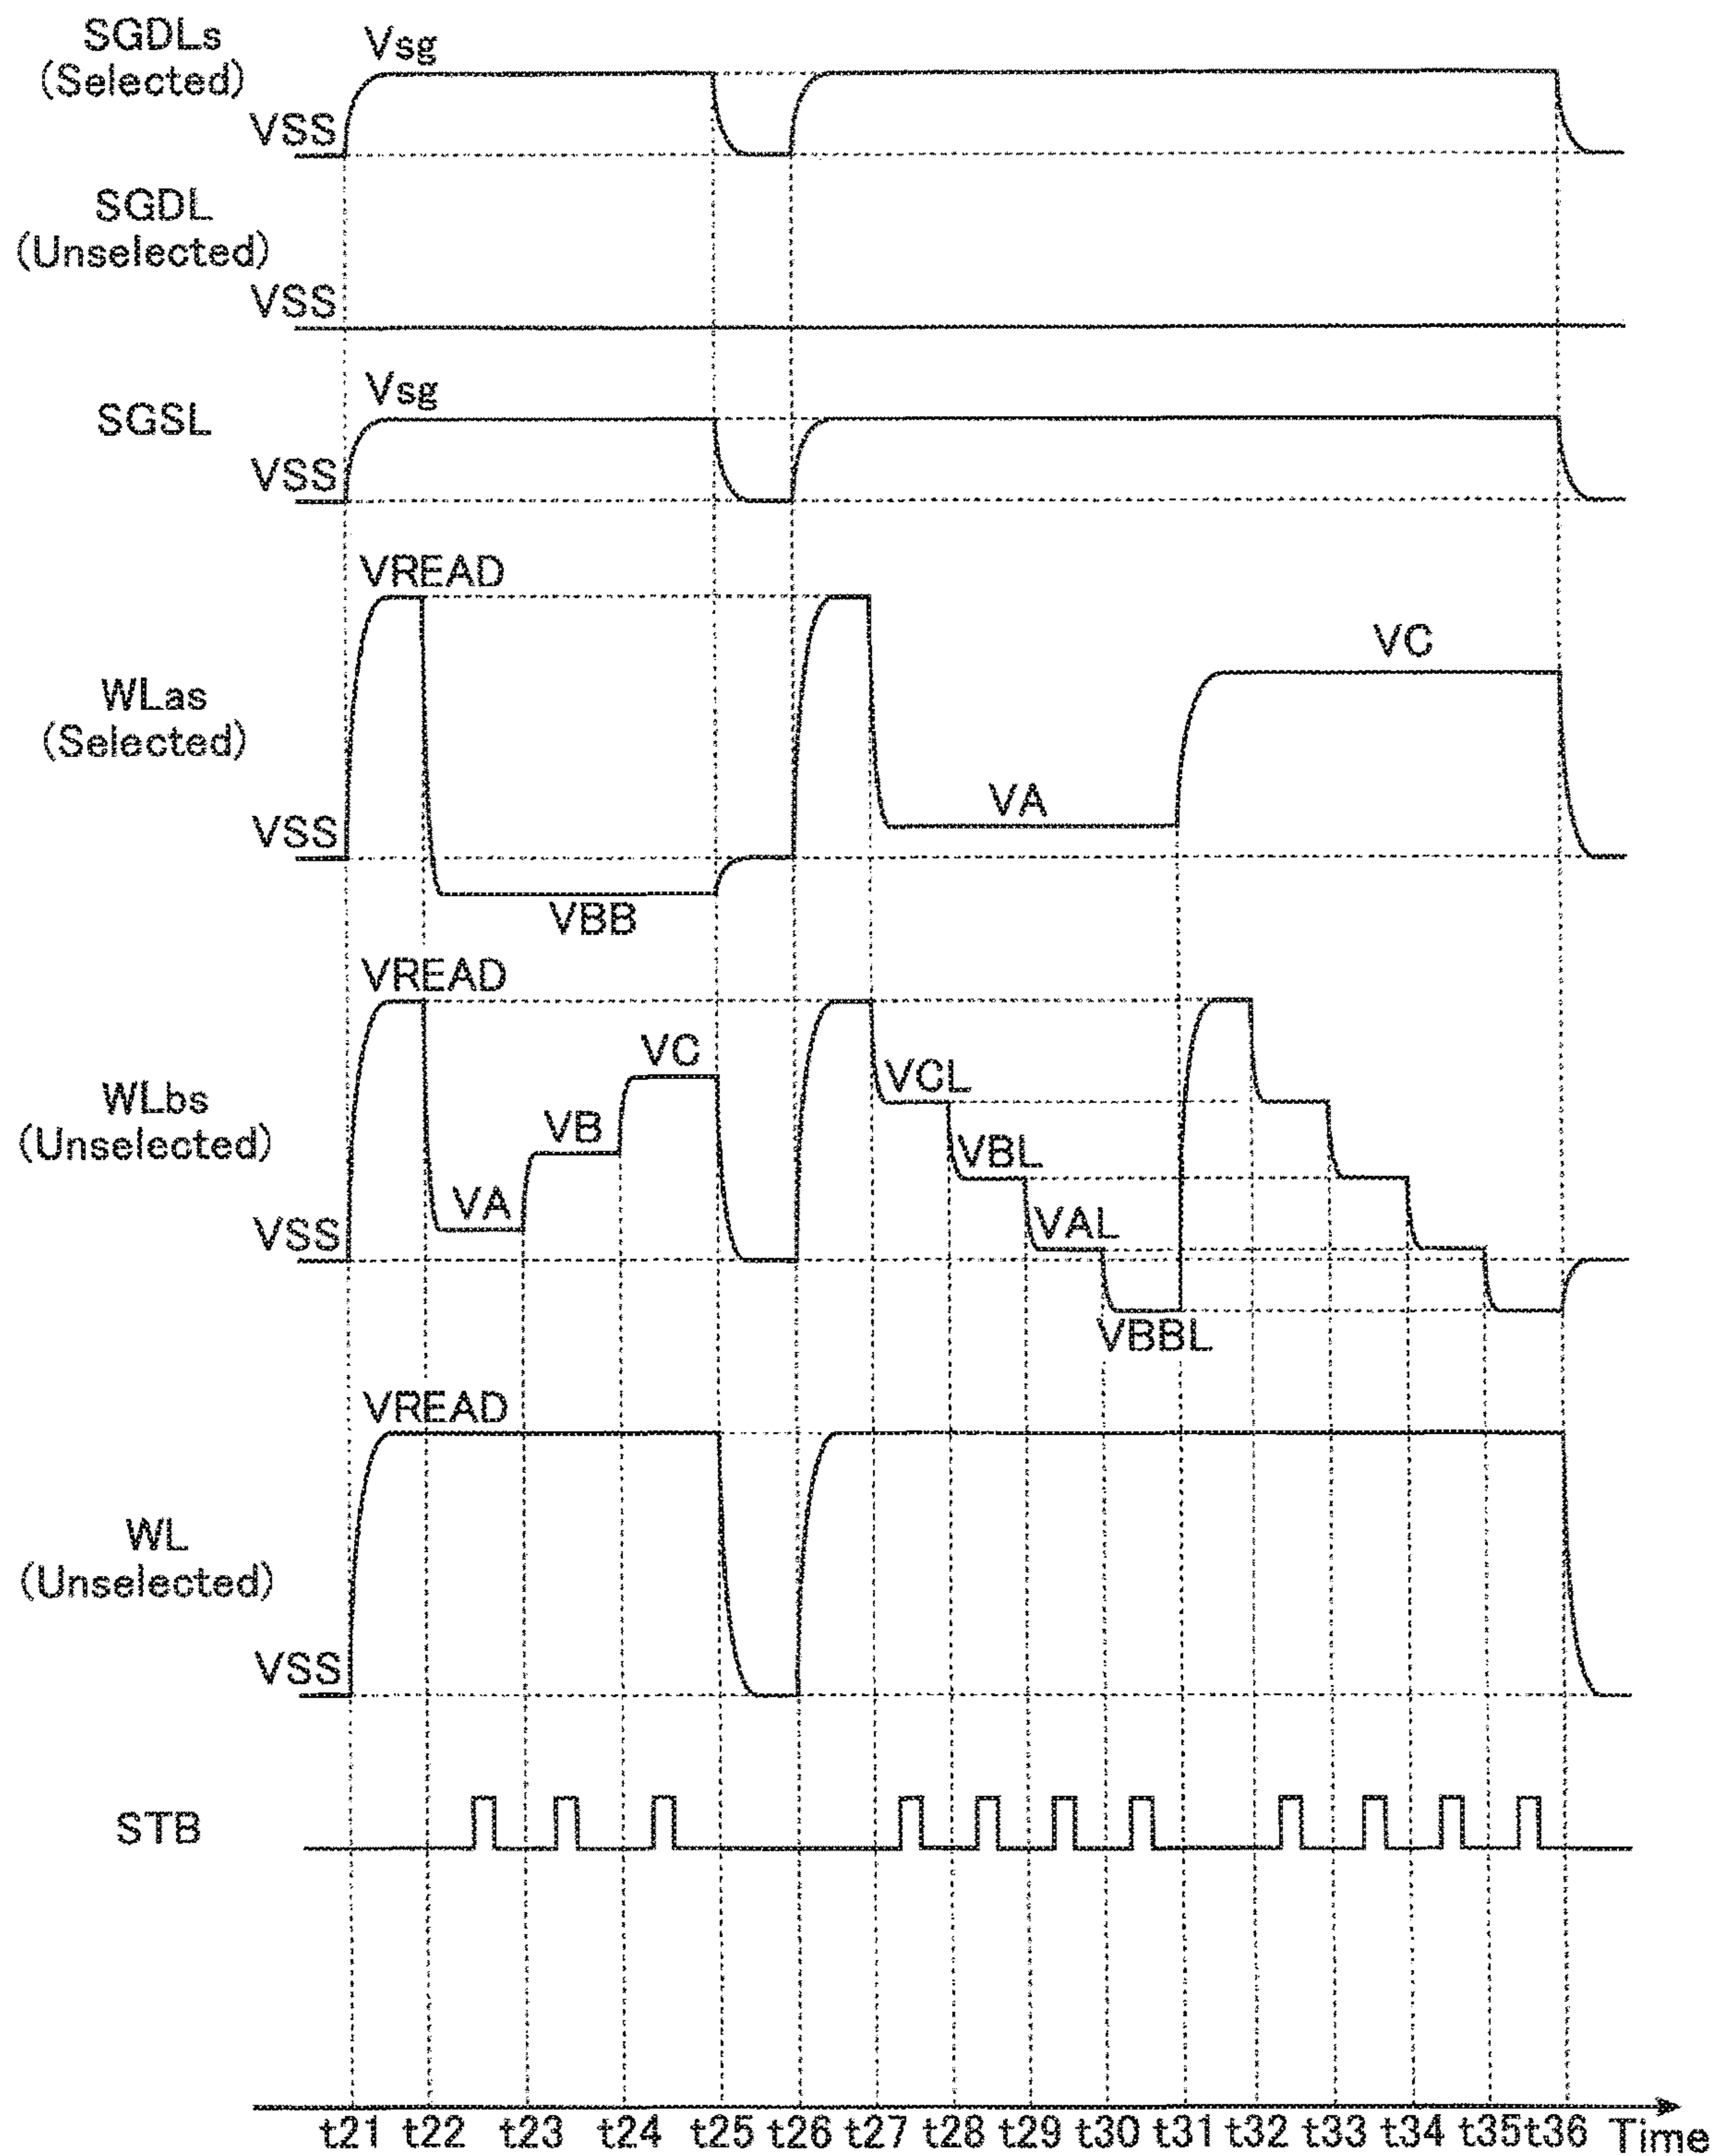 SGDLs
(Selected)
Vsg
VSS
SGDL
(Unselected)
VSS
Vsg
SGSL
VSS
VREAD
VC
WLas
(Selected)
VA
VSS
VBB
VREAD
VC
VCL
WLbs
(Unselected)
VB
VBL
VA
VAL
VSS
VBBL
VREAD
WL
(Unselected)
VSS
STB
t21 t22 t23 t24 t25 t26 t27 t28 t29 t30 t31 t32 t33 t34 t35 t36 Time